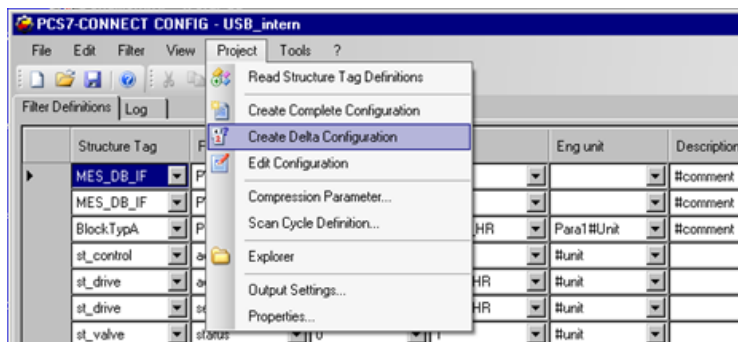 PCS7-CONNECT CONFIG - USB_intern
File Edit Filter View Project Tools ?
Read Structure Tag Definitions
Filter Definitions Log
Create Complete Configuration
Create Delta Configuration
Structure Tag Eng unit Description
Edit Configuration
MES_DB_IF #comment
Compression Parameter...
MES_DB_IF #comment
Scan Cycle Definition...
BlockTypA HR Para1#Unit #comment
st_control #unit
Explorer
st_drive HR #unit
Output Settings...
st_drive HR #unit
Properties...
st_valve status 0 1 #unit